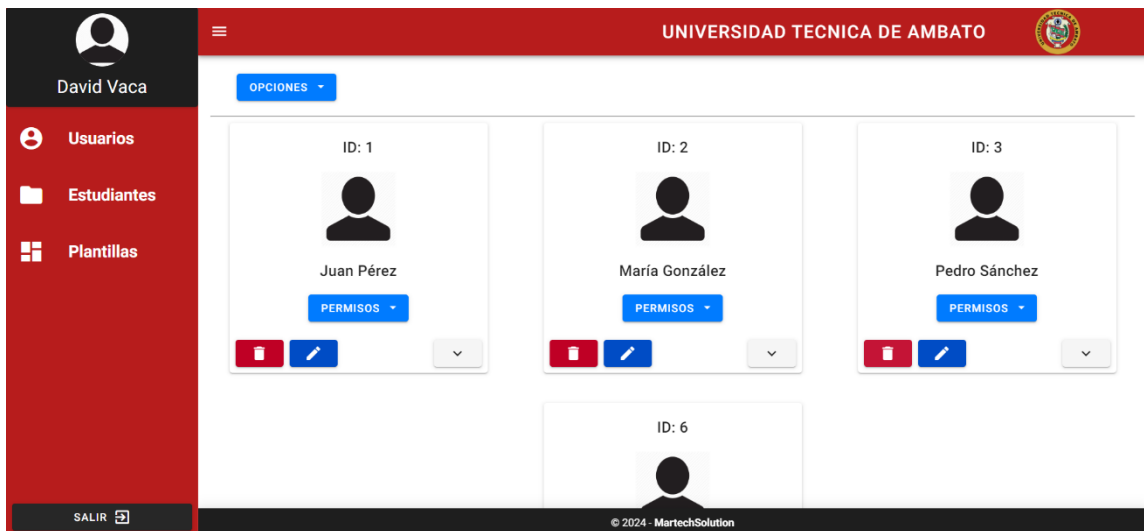 David Vaca
Usuarios
Estudiantes
Plantillas
SALIR
UNIVERSIDAD TECNICA DE AMBATO
OPCIONES
ID: 1
Juan Pérez
PERMISOS
ID: 2
María González
PERMISOS
ID: 3
Pedro Sánchez
PERMISOS
ID: 6
© 2024 - MartechSolution